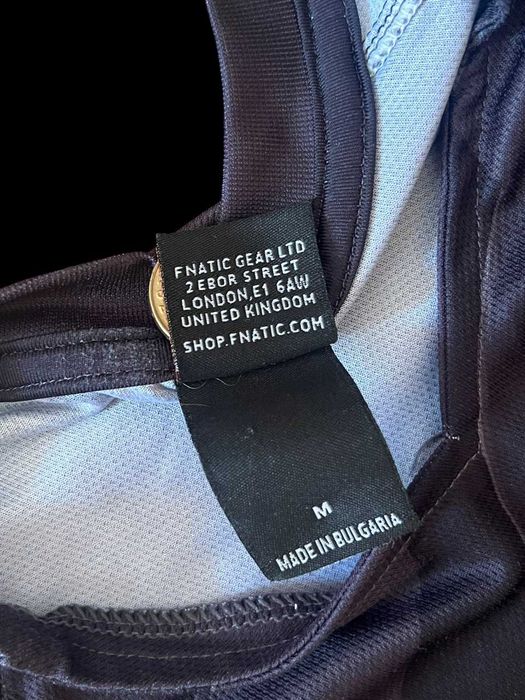 FNATIC GEAR LTD
2 EBOR STREET
LONDON,E1 6AW
UNITED KINGDOM
SHOP.FNATIC.COM
M
MADE IN BULGARIA